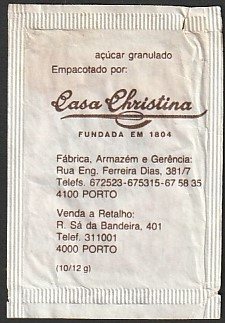 açúcar granulado
Empacotado por:
Casa Christina
FUNDADA EM 1804
Fábrica, Armazém e Gerência:
Rua Eng. Ferreira Dias, 381/7
Telefs. 672523-675315-67 58 35
4100 PORTO
Venda a Retalho:
R. Sá da Bandeira, 401
Telef. 311001
4000 PORTO
(10/12 g)